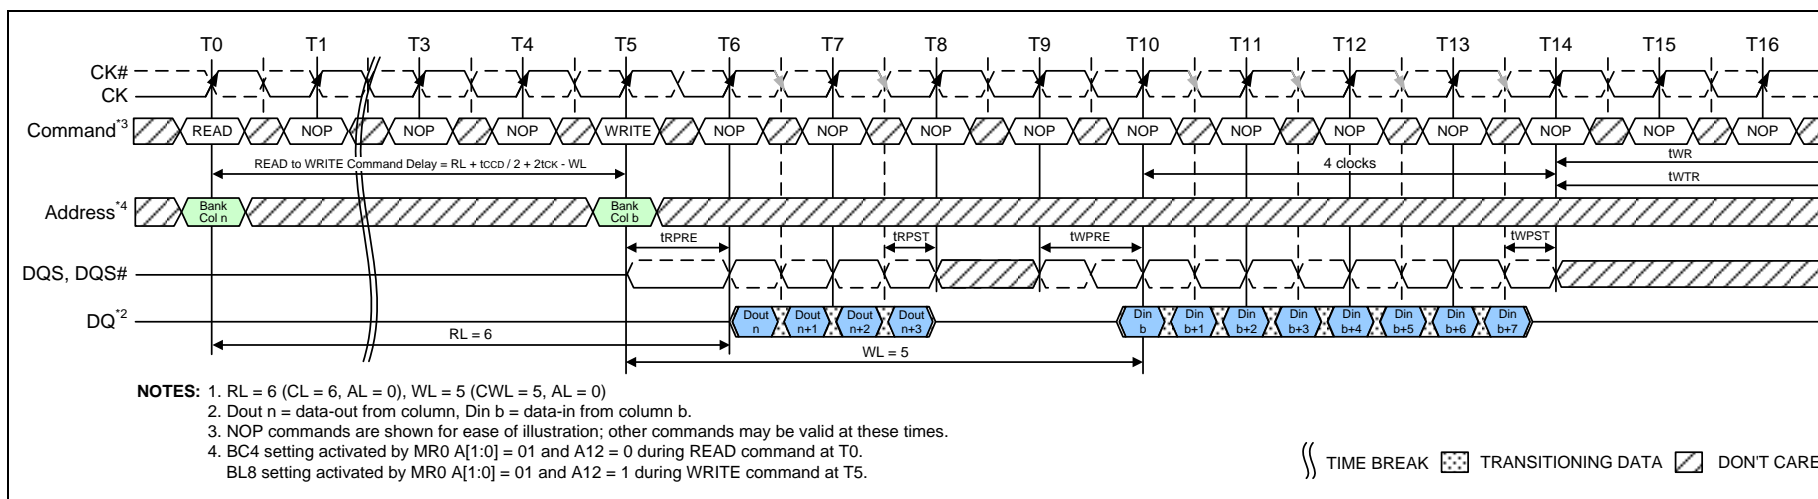 T0 T1 T3 T4 T5 T6 T7 T8 T9 T10 T11 T12 T13 T14 T15 T16
CK#
CK
Command*3 READ NOP NOP NOP WRITE NOP NOP NOP NOP NOP NOP NOP NOP NOP NOP NOP
READ to WRITE Command Delay = RL + tCCD / 2 + 2tCK - WL 4 clocks tWR
tWTR
Address*4 Bank Col n Bank Col b
tRPRE tRPST tWPRE tWPST
DQS, DQS#
DQ*2 Dout n Dout n+1 Dout n+2 Dout n+3 Din b Din b+1 Din b+2 Din b+3 Din b+4 Din b+5 Din b+6 Din b+7
RL = 6
WL = 5
NOTES: 1. RL = 6 (CL = 6, AL = 0), WL = 5 (CWL = 5, AL = 0)
2. Dout n = data-out from column, Din b = data-in from column b.
3. NOP commands are shown for ease of illustration; other commands may be valid at these times.
4. BC4 setting activated by MR0 A[1:0] = 01 and A12 = 0 during READ command at T0.
BL8 setting activated by MR0 A[1:0] = 01 and A12 = 1 during WRITE command at T5.
TIME BREAK TRANSITIONING DATA DON'T CARE